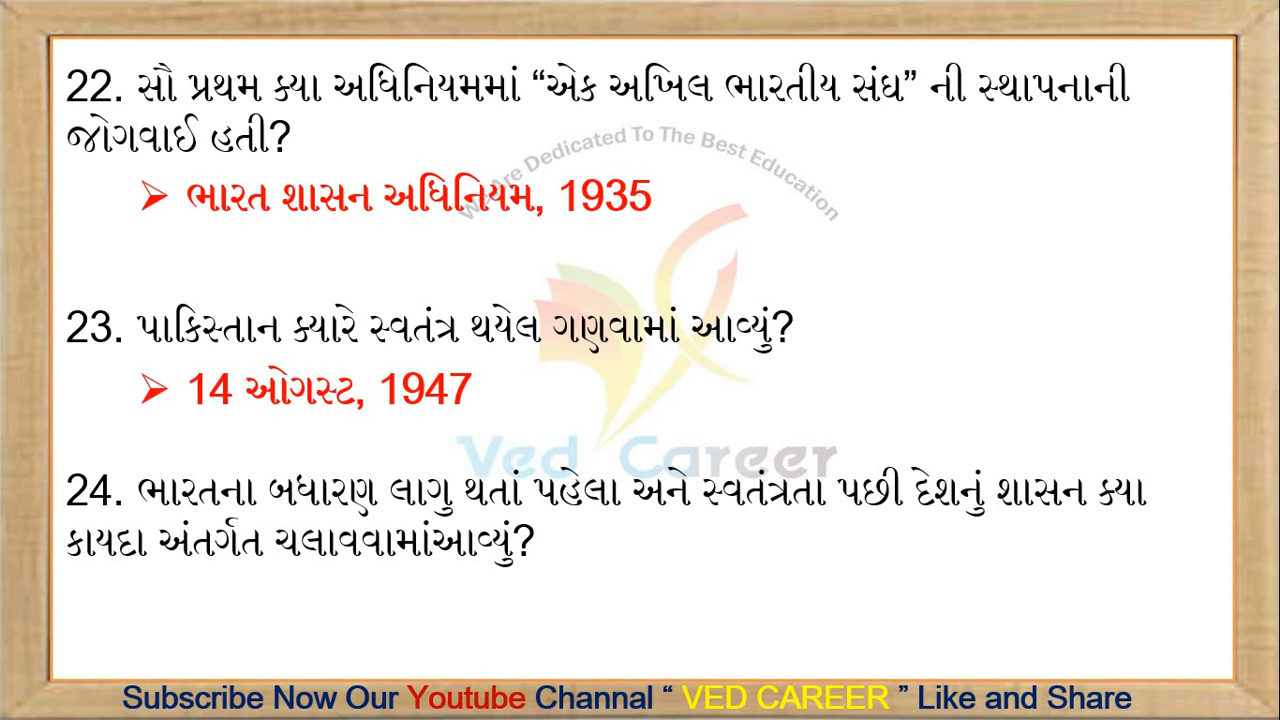 22. સૌ પ્રથમ ક્યા અધિનિયમમાં “એક અખિલ ભારતીય સંઘ” ની સ્થાપનાની
જોગવાઈ હતી?
We Are Dedicated To The Best Education
➢ ભારત શાસન અધિનિયમ, 1935
23. પાકિસ્તાન ક્યારે સ્વતંત્ર થયેલ ગણવામાં આવ્યું?
➢ 14 ઓગસ્ટ, 1947
Ved Career
24. ભારતના બધારણ લાગુ થતાં પહેલા અને સ્વતંત્રતા પછી દેશનું શાસન ક્યા
કાયદા અંતર્ગત ચલાવવામાંઆવ્યું?
Subscribe Now Our Youtube Channal “ VED CAREER ” Like and Share